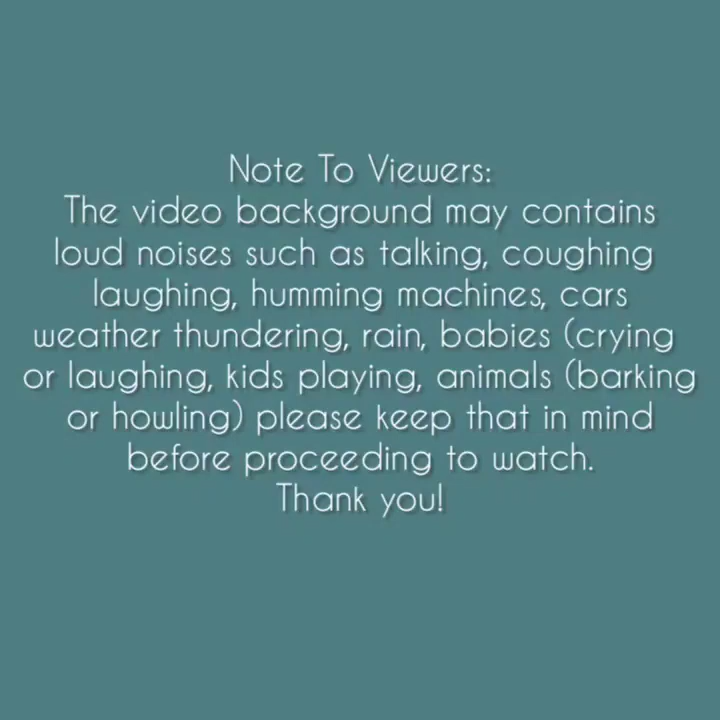 Note To Viewers:
The video background may contains
loud noises such as talking, coughing
laughing, humming machines, cars
weather thundering, rain, babies (crying
or laughing, kids playing, animals (barking
or howling) please keep that in mind
before proceeding to watch.
Thank you!